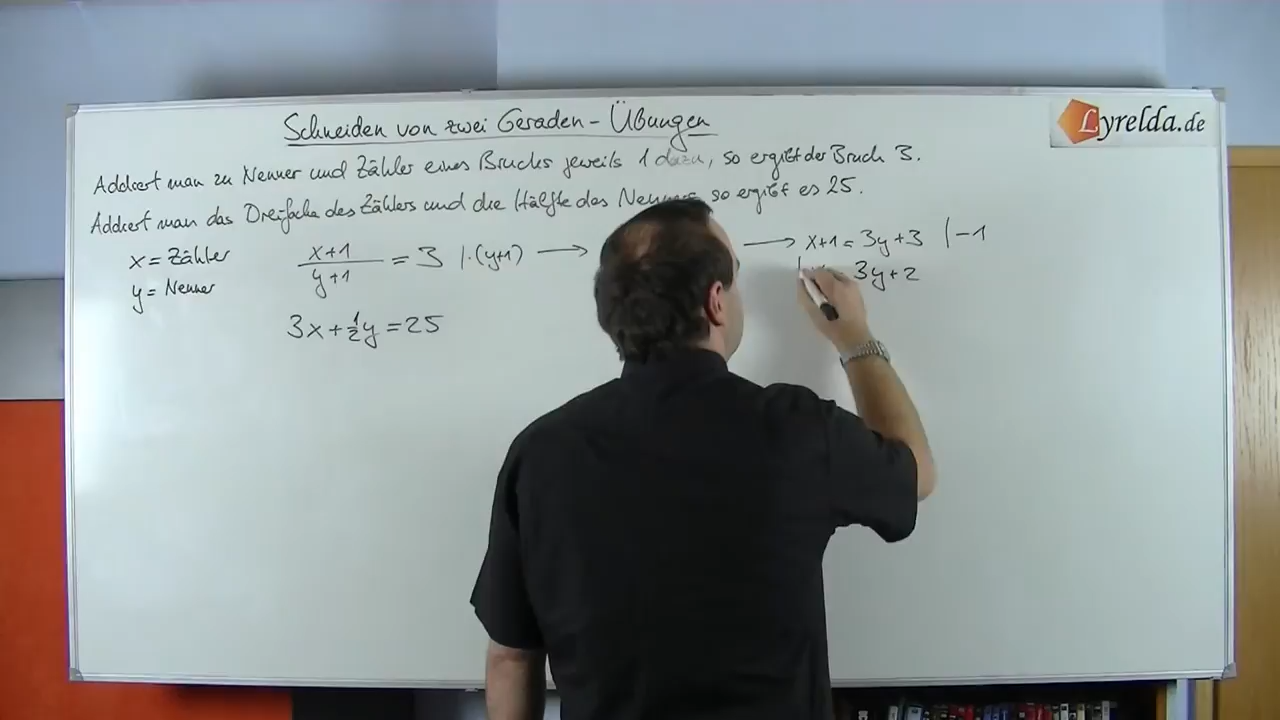 Schneiden von zwei Geraden - Übungen
Lyrelda.de
Addiert man zu Nenner und Zähler eines Bruchs jeweils 1 dazu, so ergibt der Bruch 3.
Addiert man das Dreifache des Zählers und die Hälfte des Nenners so ergibt es 25.
x = Zähler
y = Nenner
x+1 / y+1 = 3 |·(y+1) →
→ x+1 = 3y+3 |-1
3y+2
3x + 1/2 y = 25